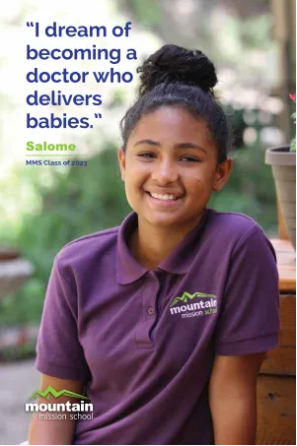 “I dream of
becoming a
doctor who
delivers
babies.”
Salome
MMS Class of 2023
mountain
mission school
mountain
mission school